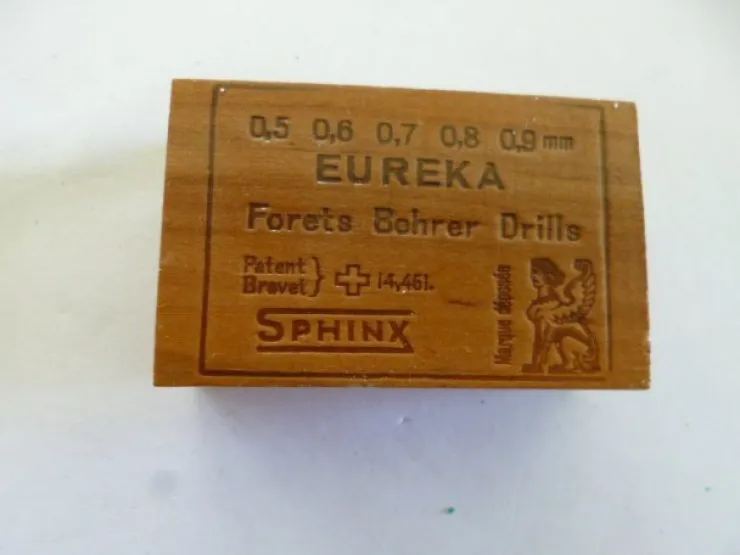 0,5 0,6 0,7 0,8 0,9 mm
EUREKA
Forets Bohrer Drills
Patent
Brevet } 14,461.
SPHINX
Marque déposée